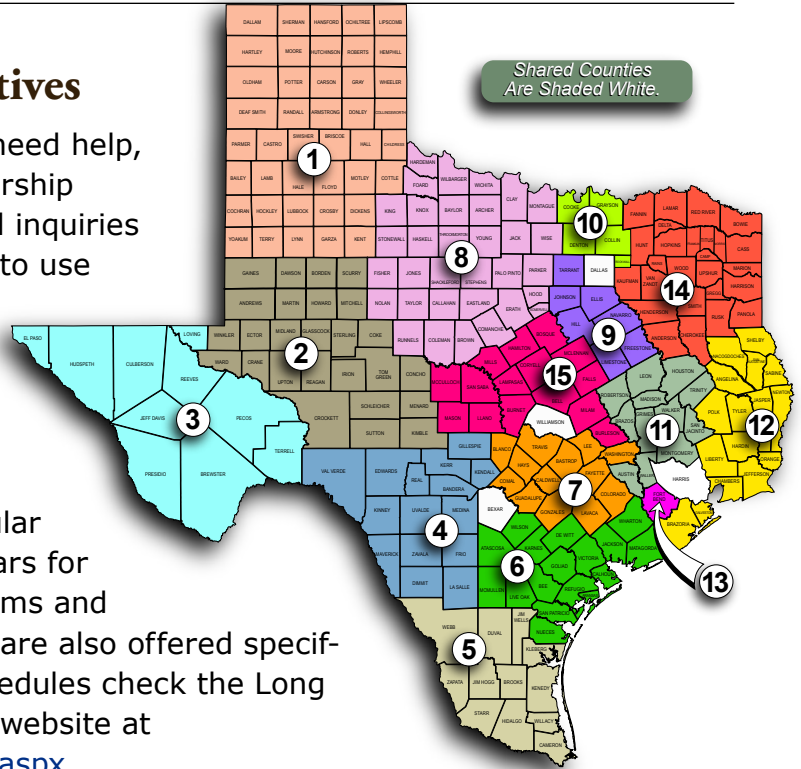 tives
need help,
ership
d inquiries
to use
ular
ars for
ms and
are also offered specif-
edules check the Long
website at
aspx
Shared Counties
Are Shaded White.
DALLAM SHERMAN HANSFORD OCHILTREE LIPSCOMB
HARTLEY MOORE HUTCHINSON ROBERTS HEMPHILL
OLDHAM POTTER CARSON GRAY WHEELER
DEAF SMITH RANDALL ARMSTRONG DONLEY COLLINGSWORTH
PARMER CASTRO SWISHER BRISCOE HALL CHILDRESS
1
BAILEY LAMB HALE FLOYD MOTLEY COTTLE
COCHRAN HOCKLEY LUBBOCK CROSBY DICKENS
YOAKUM TERRY LYNN GARZA KENT
HARDEMAN
FOARD WILBARGER WICHITA
KING KNOX BAYLOR ARCHER CLAY MONTAGUE
STONEWALL HASKELL THROCKMORTON YOUNG JACK WISE
8
FISHER JONES SHACKELFORD STEPHENS PALO PINTO PARKER
NOLAN TAYLOR CALLAHAN EASTLAND ERATH HOOD
RUNNELS COLEMAN BROWN COMANCHE
COOKE GRAYSON
10
DENTON COLLIN
FANNIN LAMAR RED RIVER BOWIE
DELTA TITUS CASS
HUNT HOPKINS CAMP
WOOD UPSHUR MARION
KAUFMAN VAN ZANDT HARRISON
14
HENDERSON SMITH RUSK PANOLA
ANDERSON CHEROKEE
TARRANT DALLAS
JOHNSON ELLIS
HILL NAVARRO
9
FREESTONE
LIMESTONE
GAINES DAWSON BORDEN SCURRY
ANDREWS MARTIN HOWARD MITCHELL
LOVING WINKLER ECTOR MIDLAND GLASSCOCK STERLING COKE
2
WARD CRANE UPTON REAGAN IRION TOM GREEN CONCHO
CROCKETT SCHLEICHER MENARD
SUTTON KIMBLE
EL PASO HUDSPETH CULBERSON REEVES
JEFF DAVIS PECOS
3
PRESIDIO BREWSTER TERRELL
BOSQUE
HAMILTON MCLENNAN
MILLS CORYELL
15
FALLS
MCCULLOCH SAN SABA LAMPASAS BELL
MASON LLANO BURNET MILAM
WILLIAMSON BURLESON
LEON HOUSTON
ROBERTSON MADISON TRINITY
BRAZOS GRIMES WALKER
11
SAN JACINTO
MONTGOMERY
AUSTIN WALLER HARRIS
SHELBY
NACOGDOCHES
ANGELINA SABINE
NEWTON
POLK TYLER JASPER
12
HARDIN
LIBERTY ORANGE
CHAMBERS JEFFERSON
BRAZORIA
FORT BEND
13
GILLESPIE BLANCO TRAVIS LEE
HAYS BASTROP WASHINGTON
COMAL CALDWELL FAYETTE
7
GUADALUPE COLORADO
GONZALES LAVACA
VAL VERDE EDWARDS KERR KENDALL
REAL BANDERA
KINNEY UVALDE MEDINA BEXAR
4
MAVERICK ZAVALA FRIO
DIMMIT LA SALLE
WILSON DE WITT WHARTON
ATASCOSA KARNES JACKSON MATAGORDA
6
GOLIAD VICTORIA
MCMULLEN LIVE OAK BEE REFUGIO CALHOUN
SAN PATRICIO
NUECES
WEBB DUVAL JIM WELLS
5
KLEBERG
ZAPATA JIM HOGG BROOKS KENEDY
STARR HIDALGO WILLACY
CAMERON